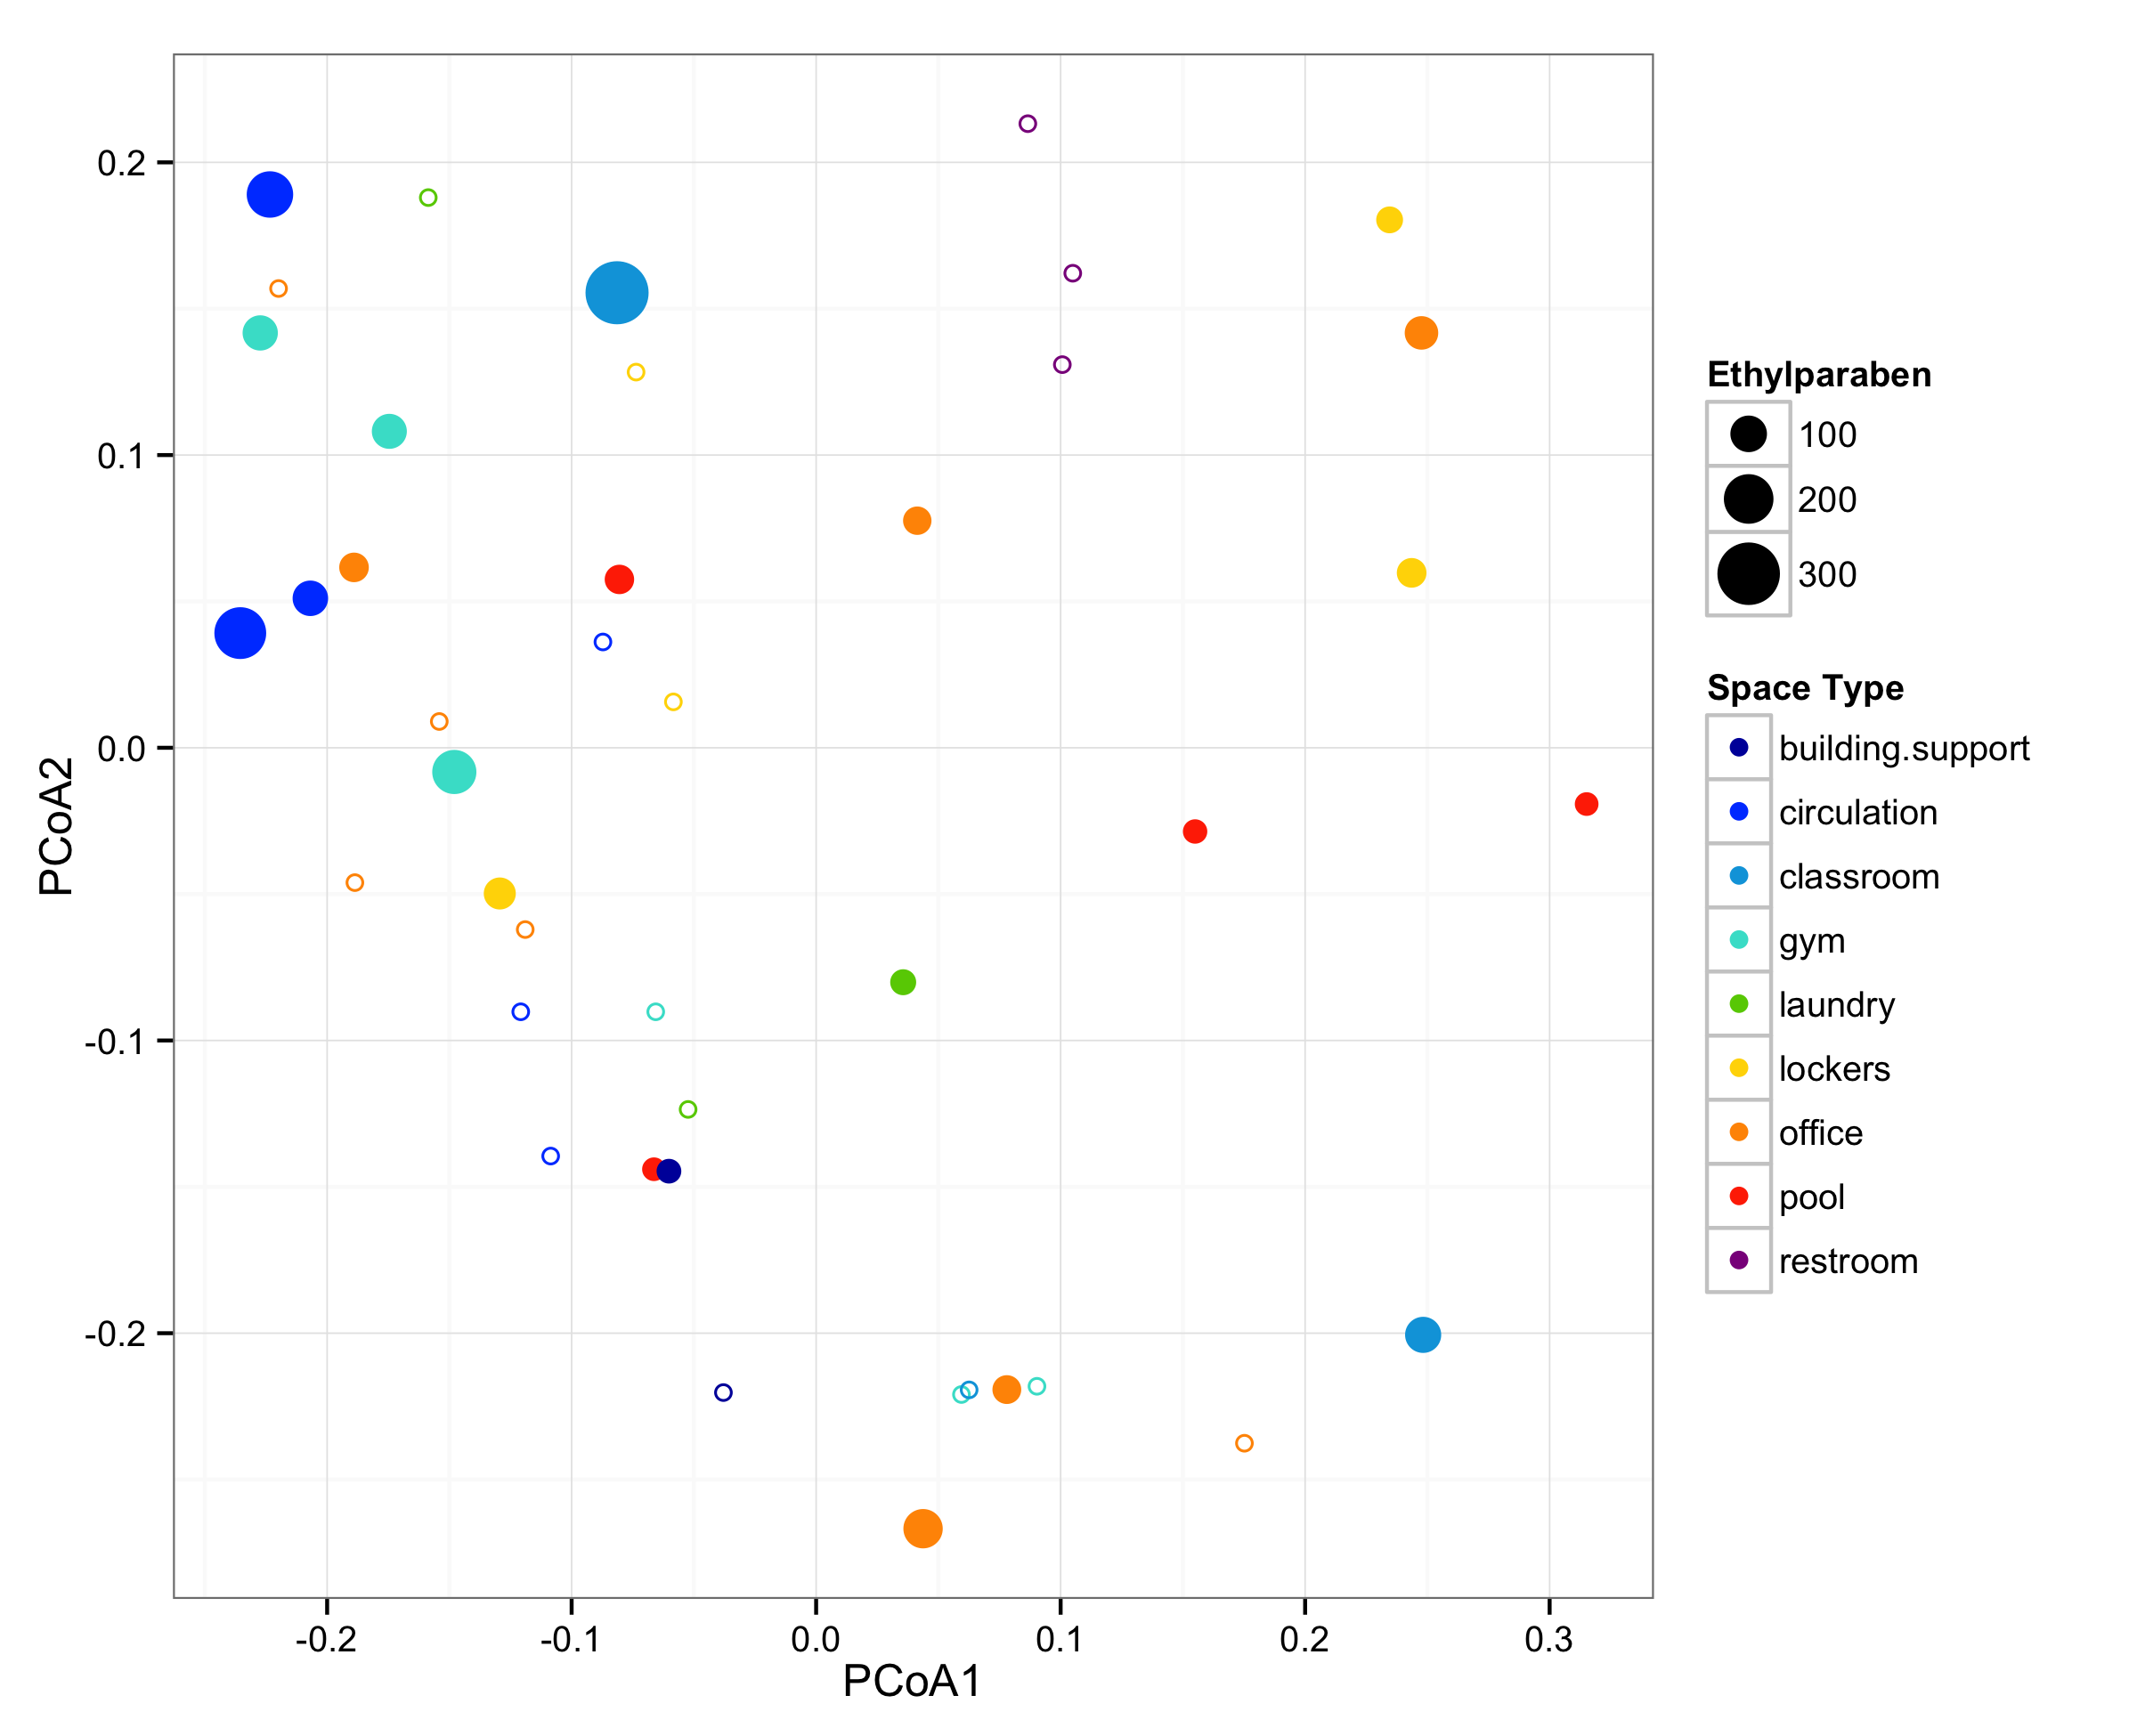 0.2
0.1
0.0
-0.1
-0.2
PCoA2
-0.2 -0.1 0.0 0.1 0.2 0.3
PCoA1
Ethylparaben
100
200
300
Space Type
building.support
circulation
classroom
gym
laundry
lockers
office
pool
restroom